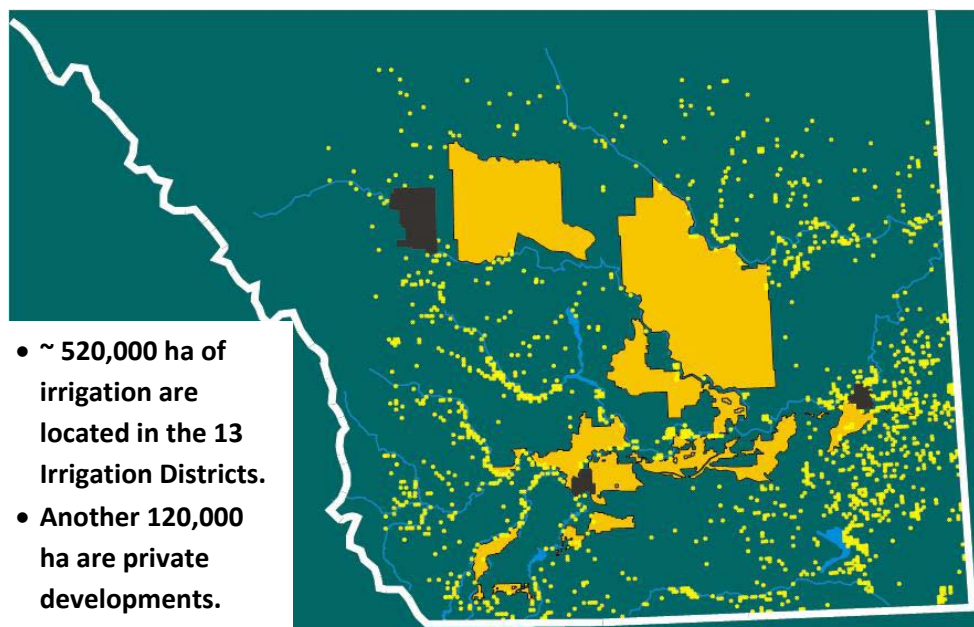 • ~ 520,000 ha of
irrigation are
located in the 13
Irrigation Districts.
• Another 120,000
ha are private
developments.